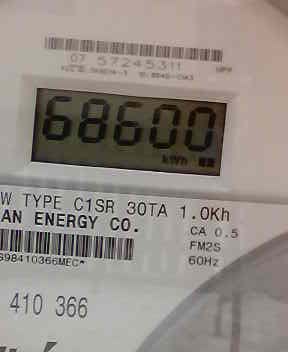 07 57245311
68600
kWh
W TYPE C1SR 30TA 1.0Kh
AN ENERGY CO.
CA 0.5
FM2S
60Hz
698410366MEC*
410 366